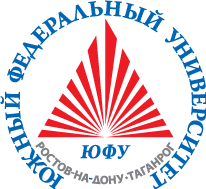 ЮЖНЫЙ ФЕДЕРАЛЬНЫЙ УНИВЕРСИТЕТ
ЮФУ
РОСТОВ-НА-ДОНУ·ТАГАНРОГ